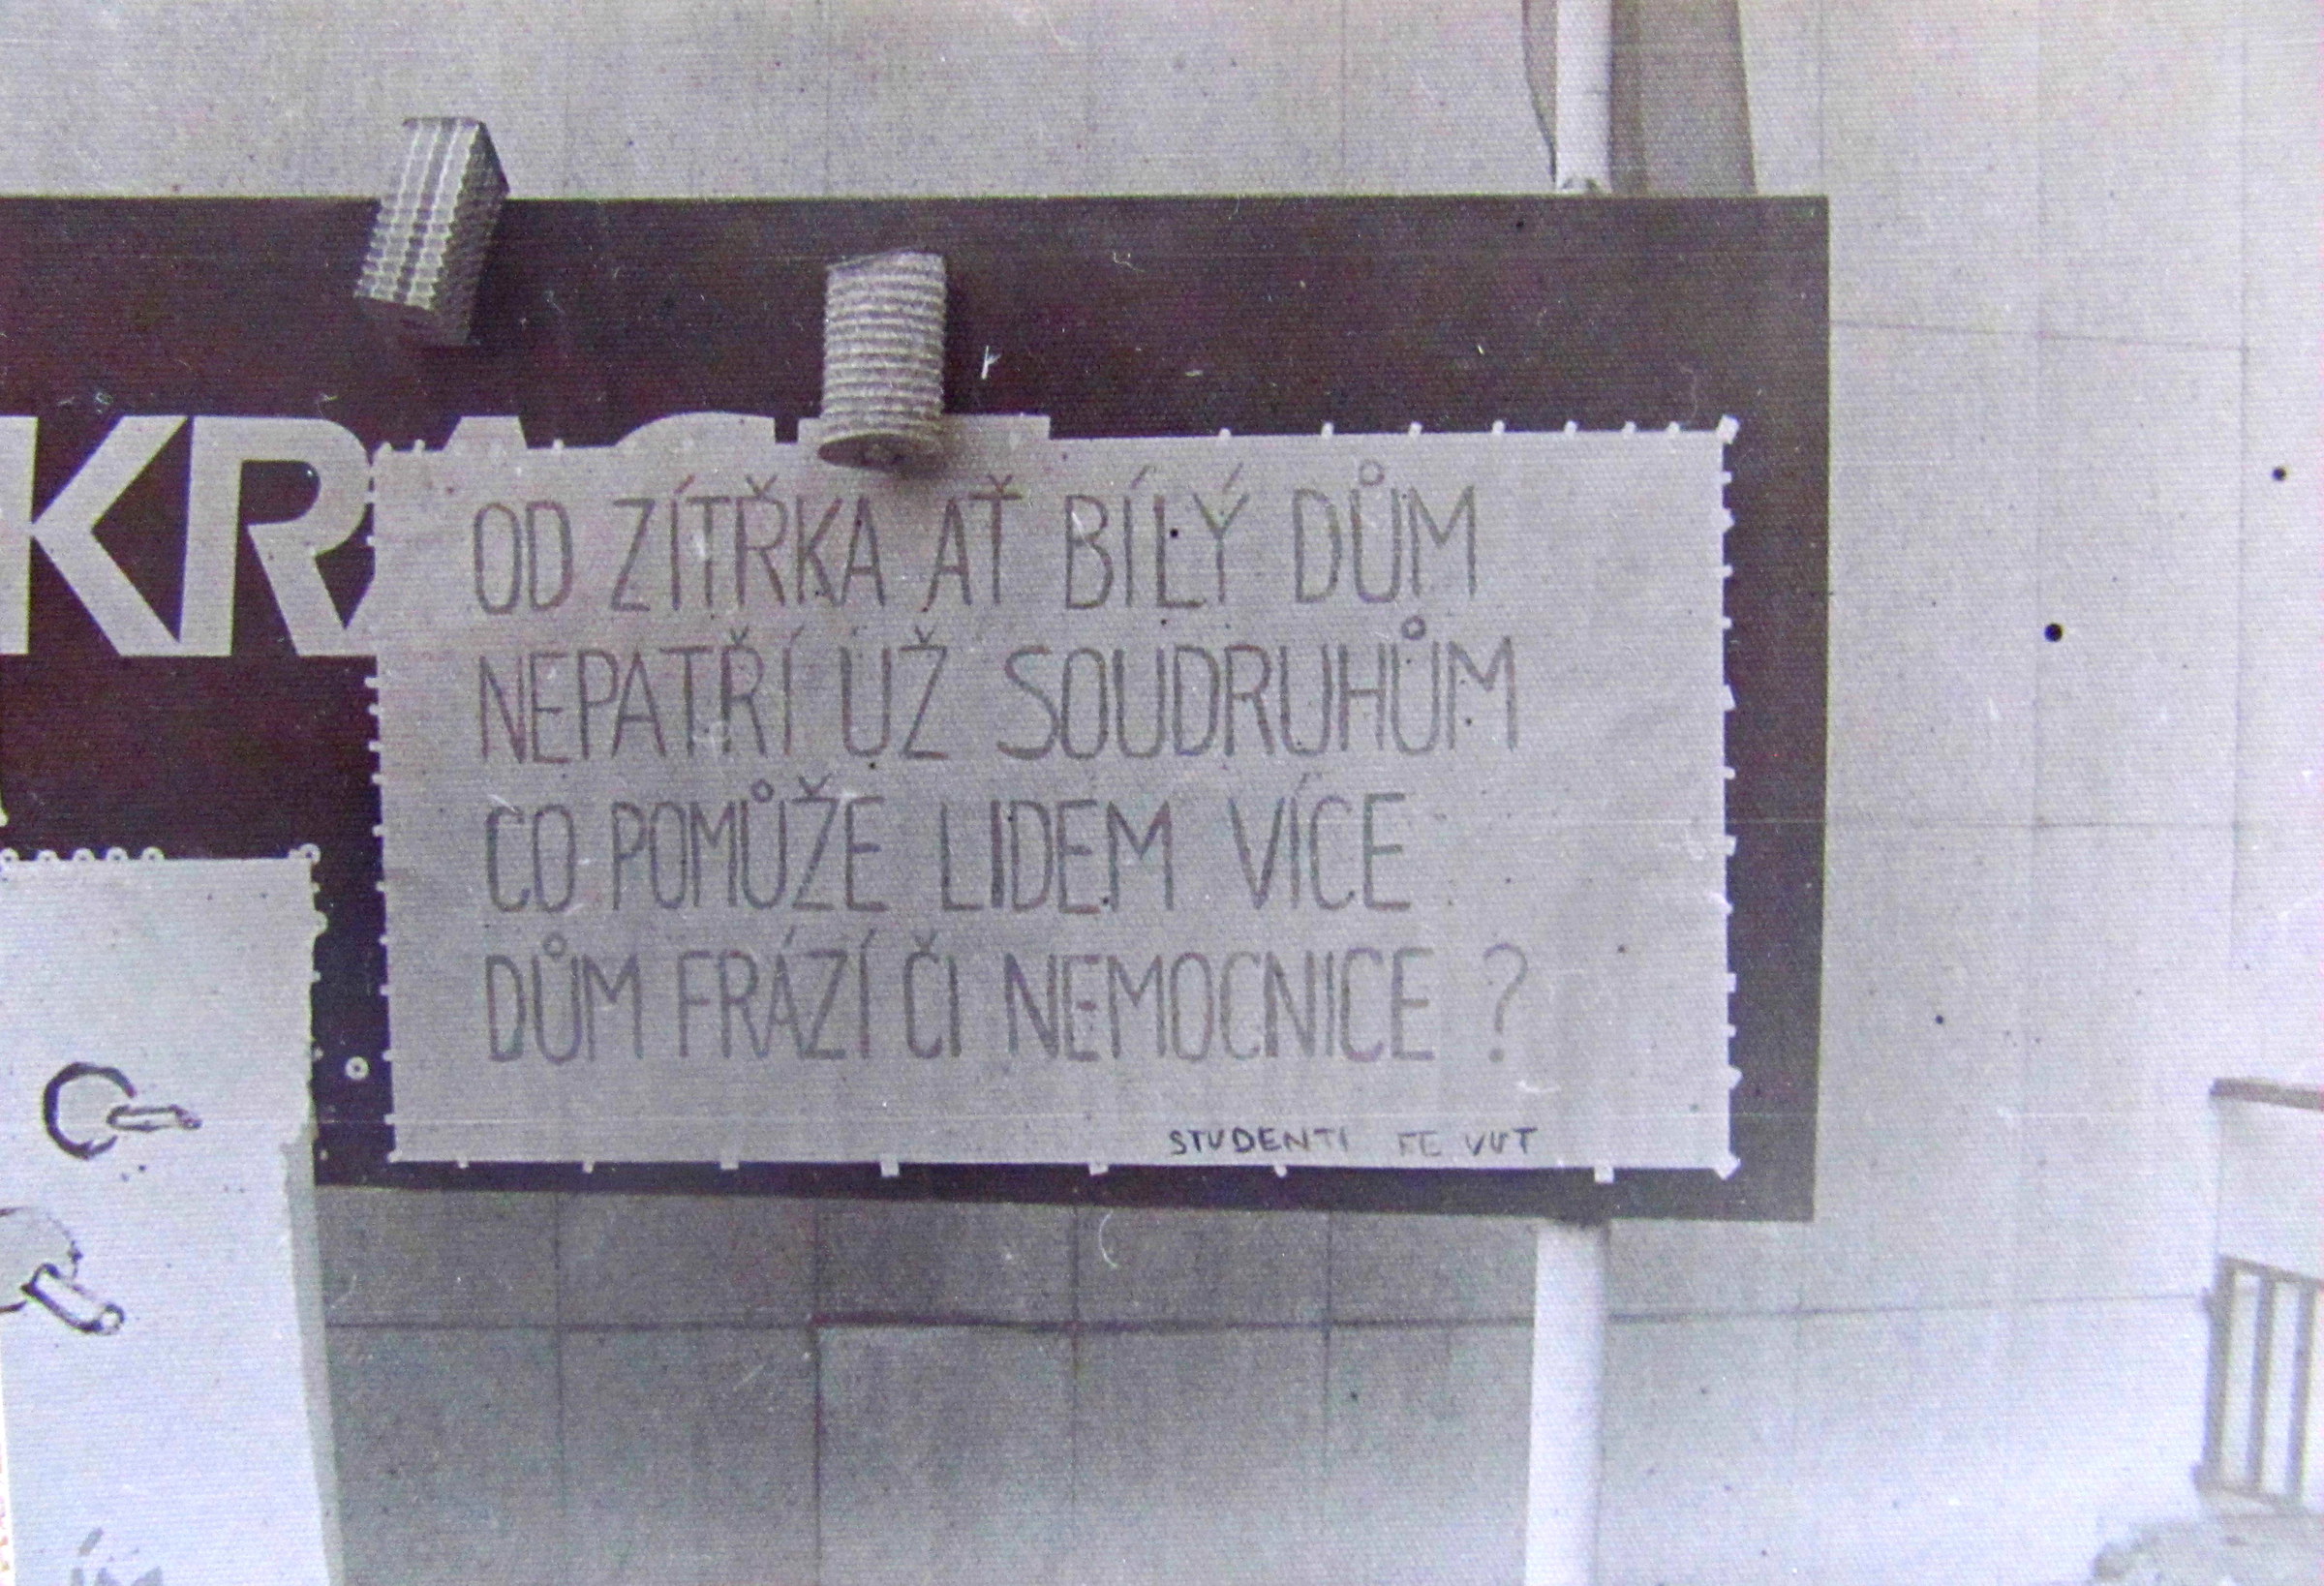 KRA
OD ZÍTŘKA AŤ BÍLÝ DŮM
NEPATŘÍ UŽ SOUDRUHŮM
CO POMŮŽE LIDEM VÍCE
DŮM FRÁZÍ ČI NEMOCNICE ?
STUDENTI FE VUT